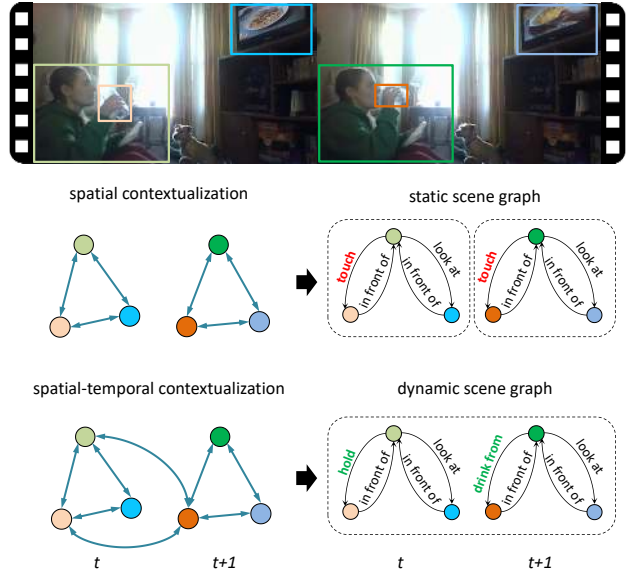 spatial contextualization
static scene graph
touch
in front of
in front of
look at
touch
in front of
in front of
look at
spatial-temporal contextualization
dynamic scene graph
hold
in front of
in front of
look at
drink from
in front of
in front of
look at
t
t+1
t
t+1